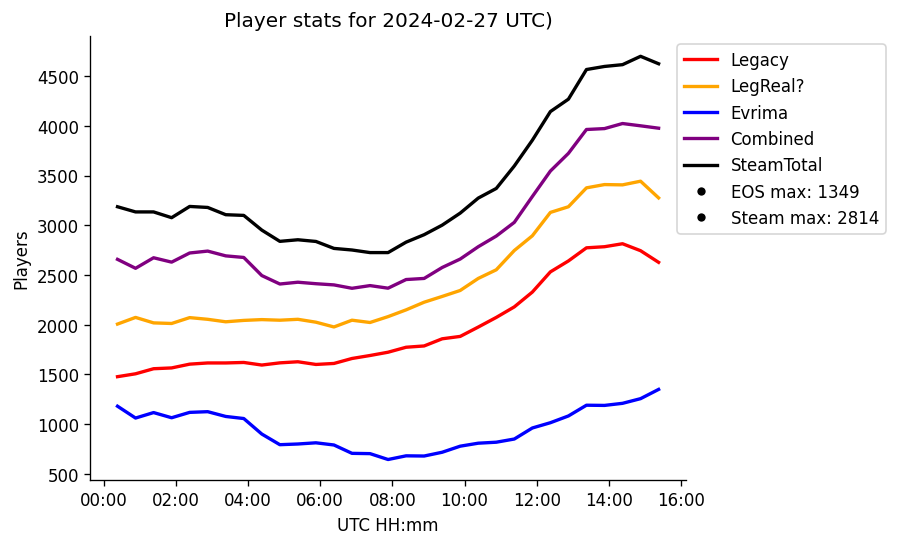 Player stats for 2024-02-27 UTC)
Legacy
LegReal?
Evrima
Combined
SteamTotal
EOS max: 1349
Steam max: 2814
Players
4500
4000
3500
3000
2500
2000
1500
1000
500
00:00 02:00 04:00 06:00 08:00 10:00 12:00 14:00 16:00
UTC HH:mm